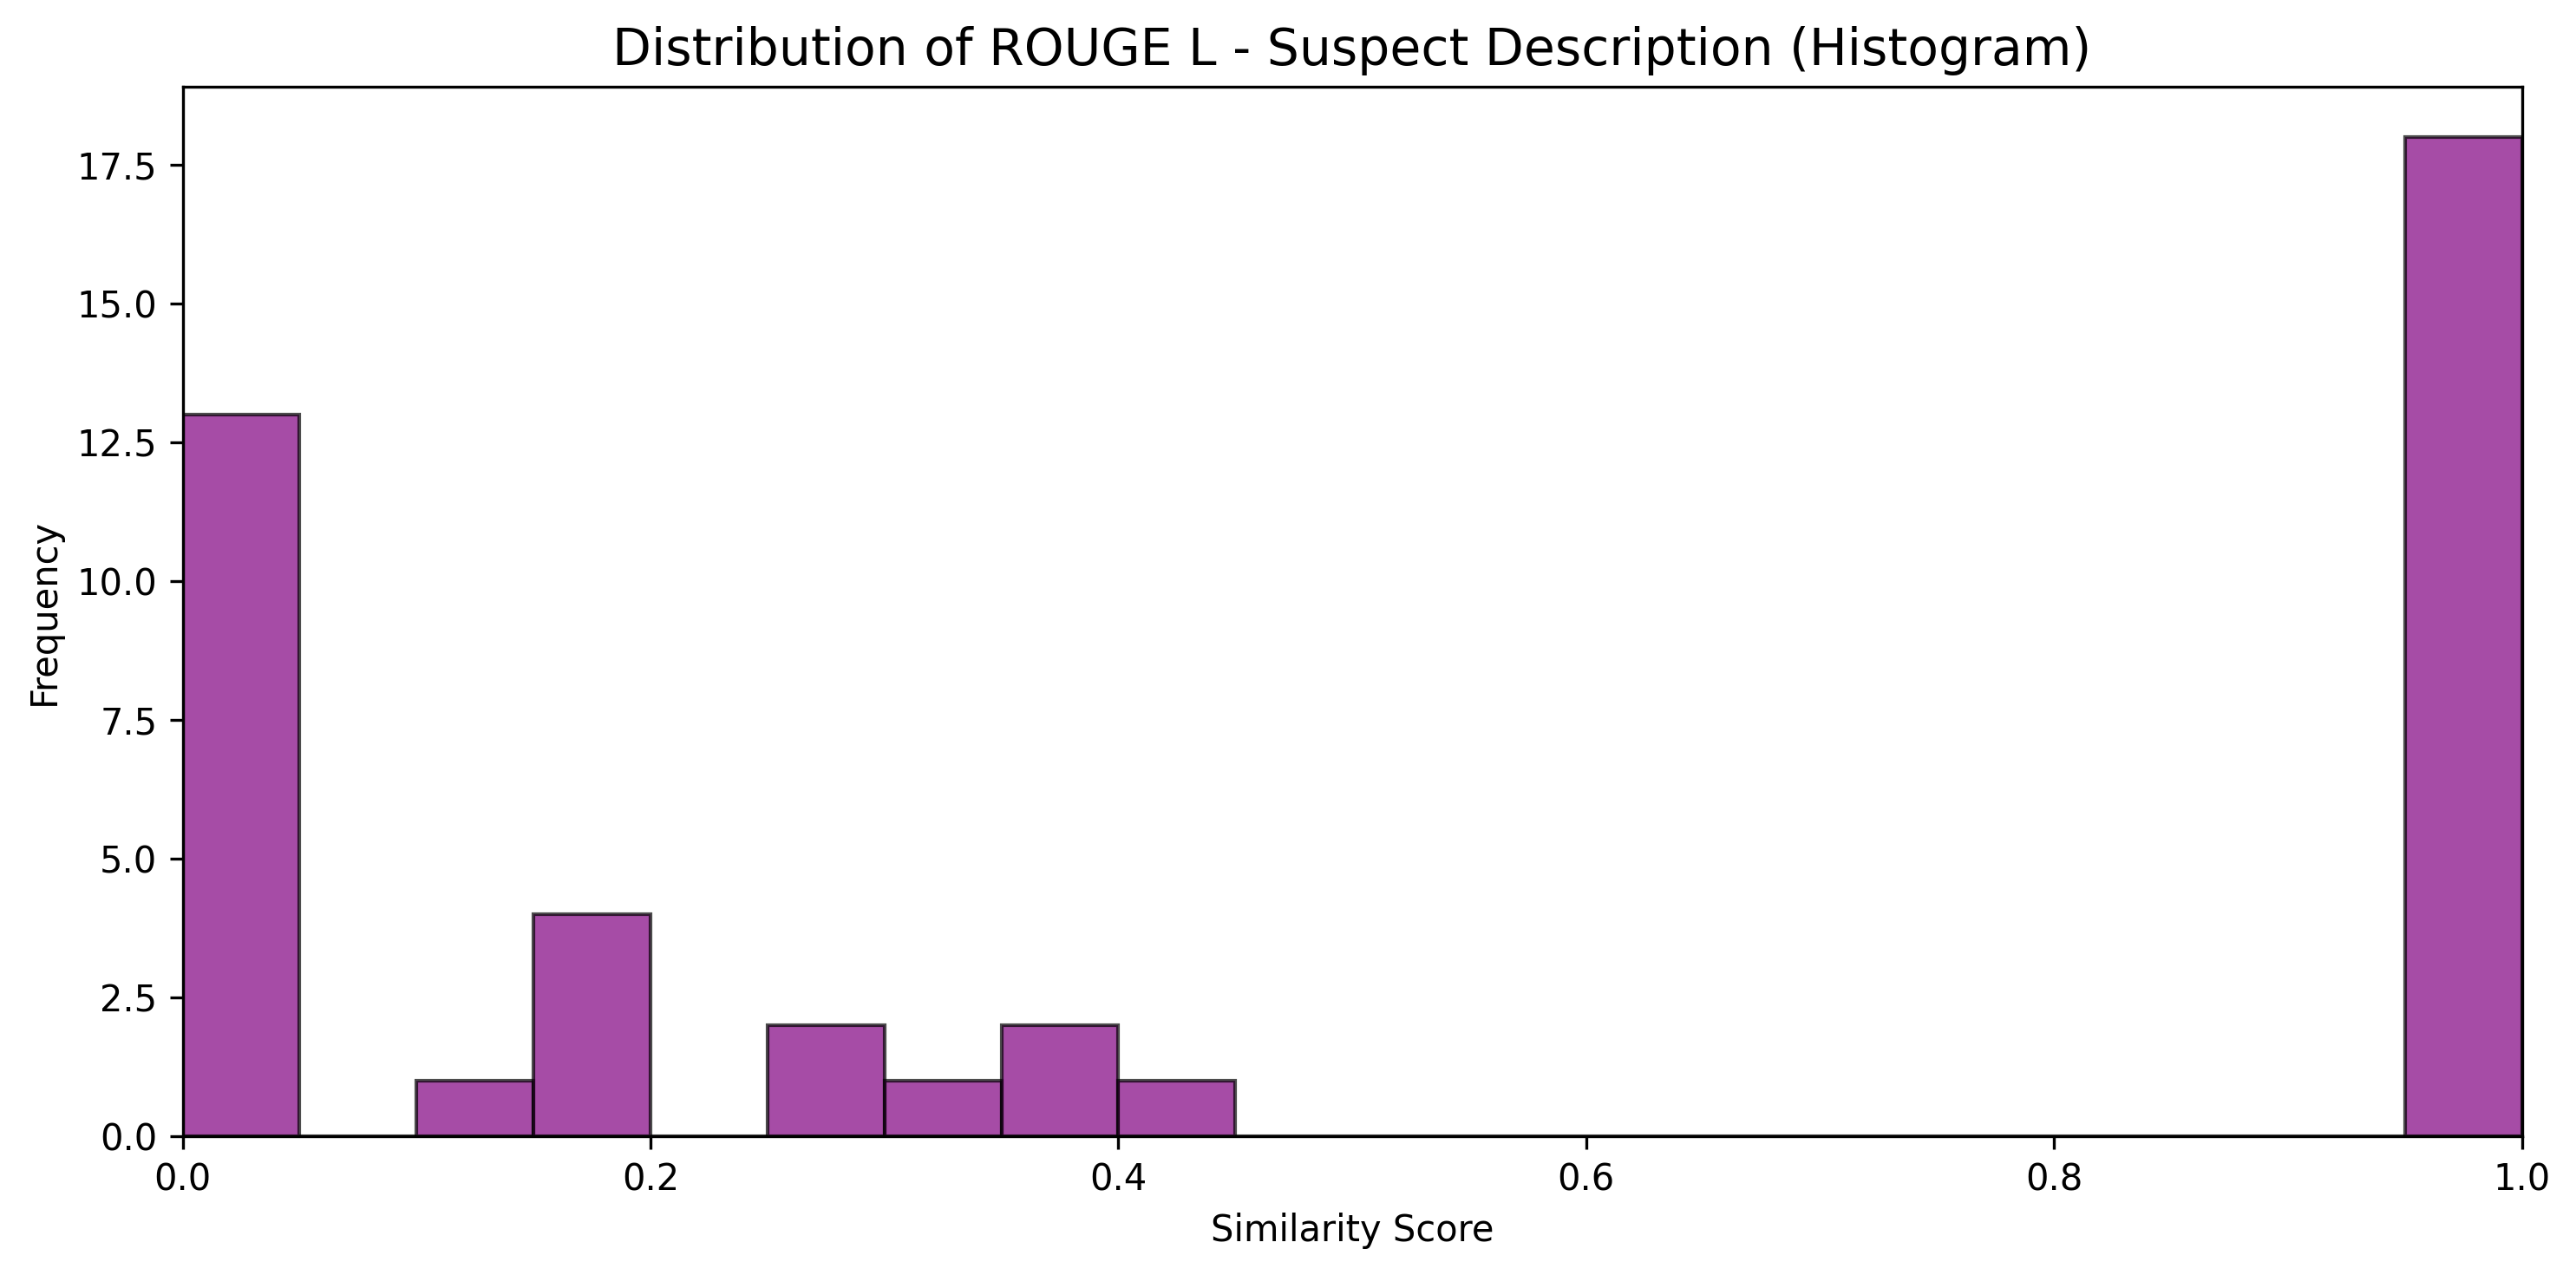 Distribution of ROUGE L - Suspect Description (Histogram)
17.5
15.0
12.5
10.0
7.5
5.0
2.5
0.0
Frequency
0.0 0.2 0.4 0.6 0.8 1.0
Similarity Score